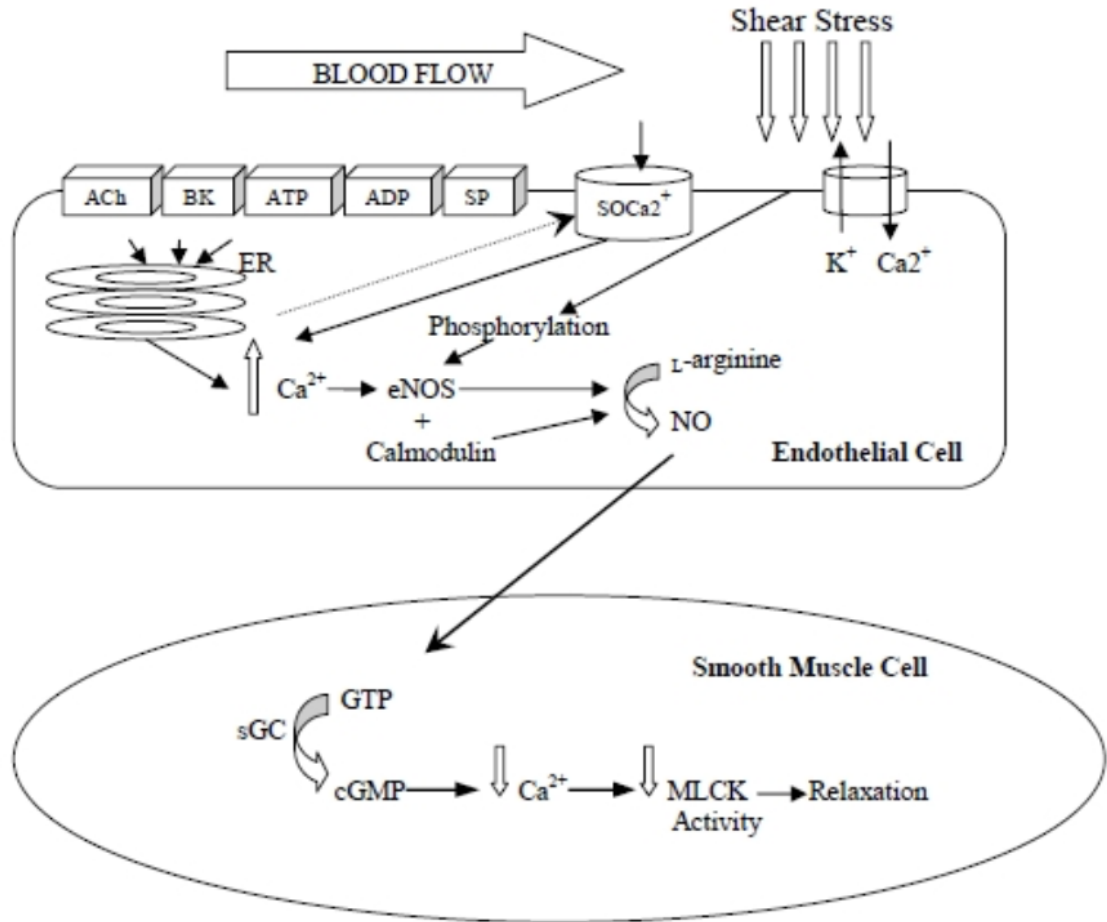 Shear Stress
BLOOD FLOW
ACh
BK
ATP
ADP
SP
SOCa2⁺
ER
K⁺ Ca2⁺
Phosphorylation
Ca²⁺
eNOS
+
Calmodulin
L-arginine
NO
Endothelial Cell
Smooth Muscle Cell
GTP
sGC
cGMP
Ca²⁺
MLCK
Activity
Relaxation